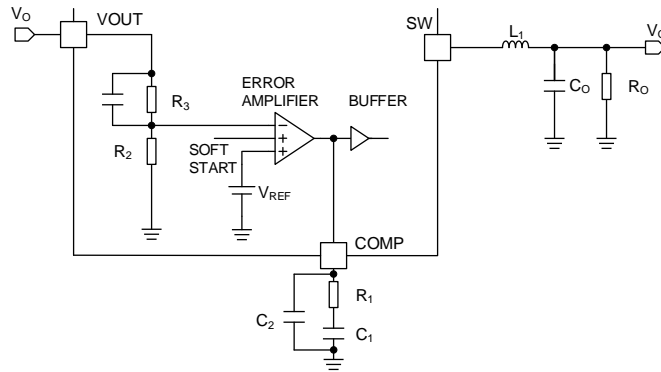 VO
VOUT
SW
L1
VO
CO
RO
R3
R2
ERROR
AMPLIFIER
BUFFER
SOFT
START
VREF
COMP
R1
C2
C1
−
+
+